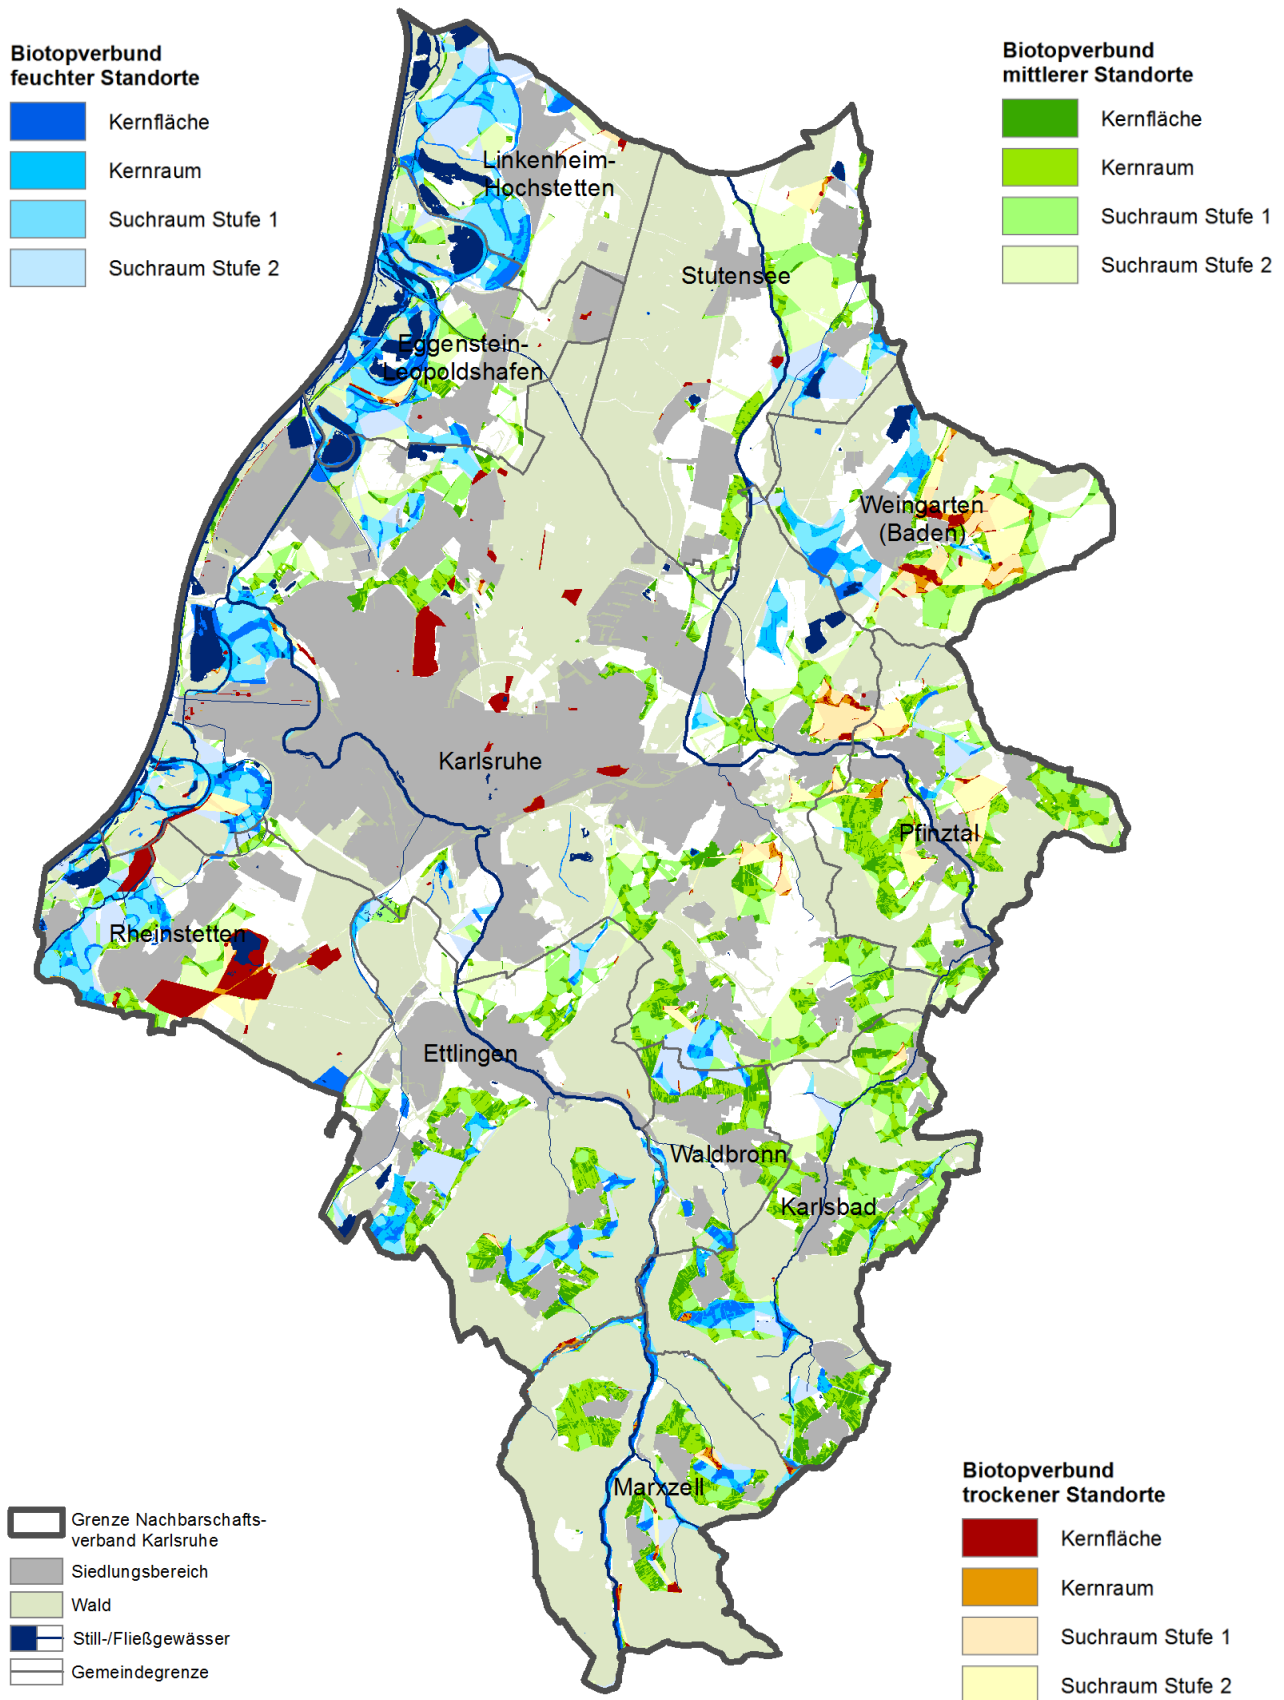 Biotopverbund
feuchter Standorte
Kernfläche
Kernraum
Suchraum Stufe 1
Suchraum Stufe 2
Biotopverbund
mittlerer Standorte
Kernfläche
Kernraum
Suchraum Stufe 1
Suchraum Stufe 2
Linkenheim-
Hochstetten
Stutensee
Eggenstein-
Leopoldshafen
Weingarten
(Baden)
Karlsruhe
Pfinztal
Rheinstetten
Ettlingen
Waldbronn
Karlsbad
Marxzell
Grenze Nachbarschafts-
verband Karlsruhe
Siedlungsbereich
Wald
Still-/Fließgewässer
Gemeindegrenze
Biotopverbund
trockener Standorte
Kernfläche
Kernraum
Suchraum Stufe 1
Suchraum Stufe 2